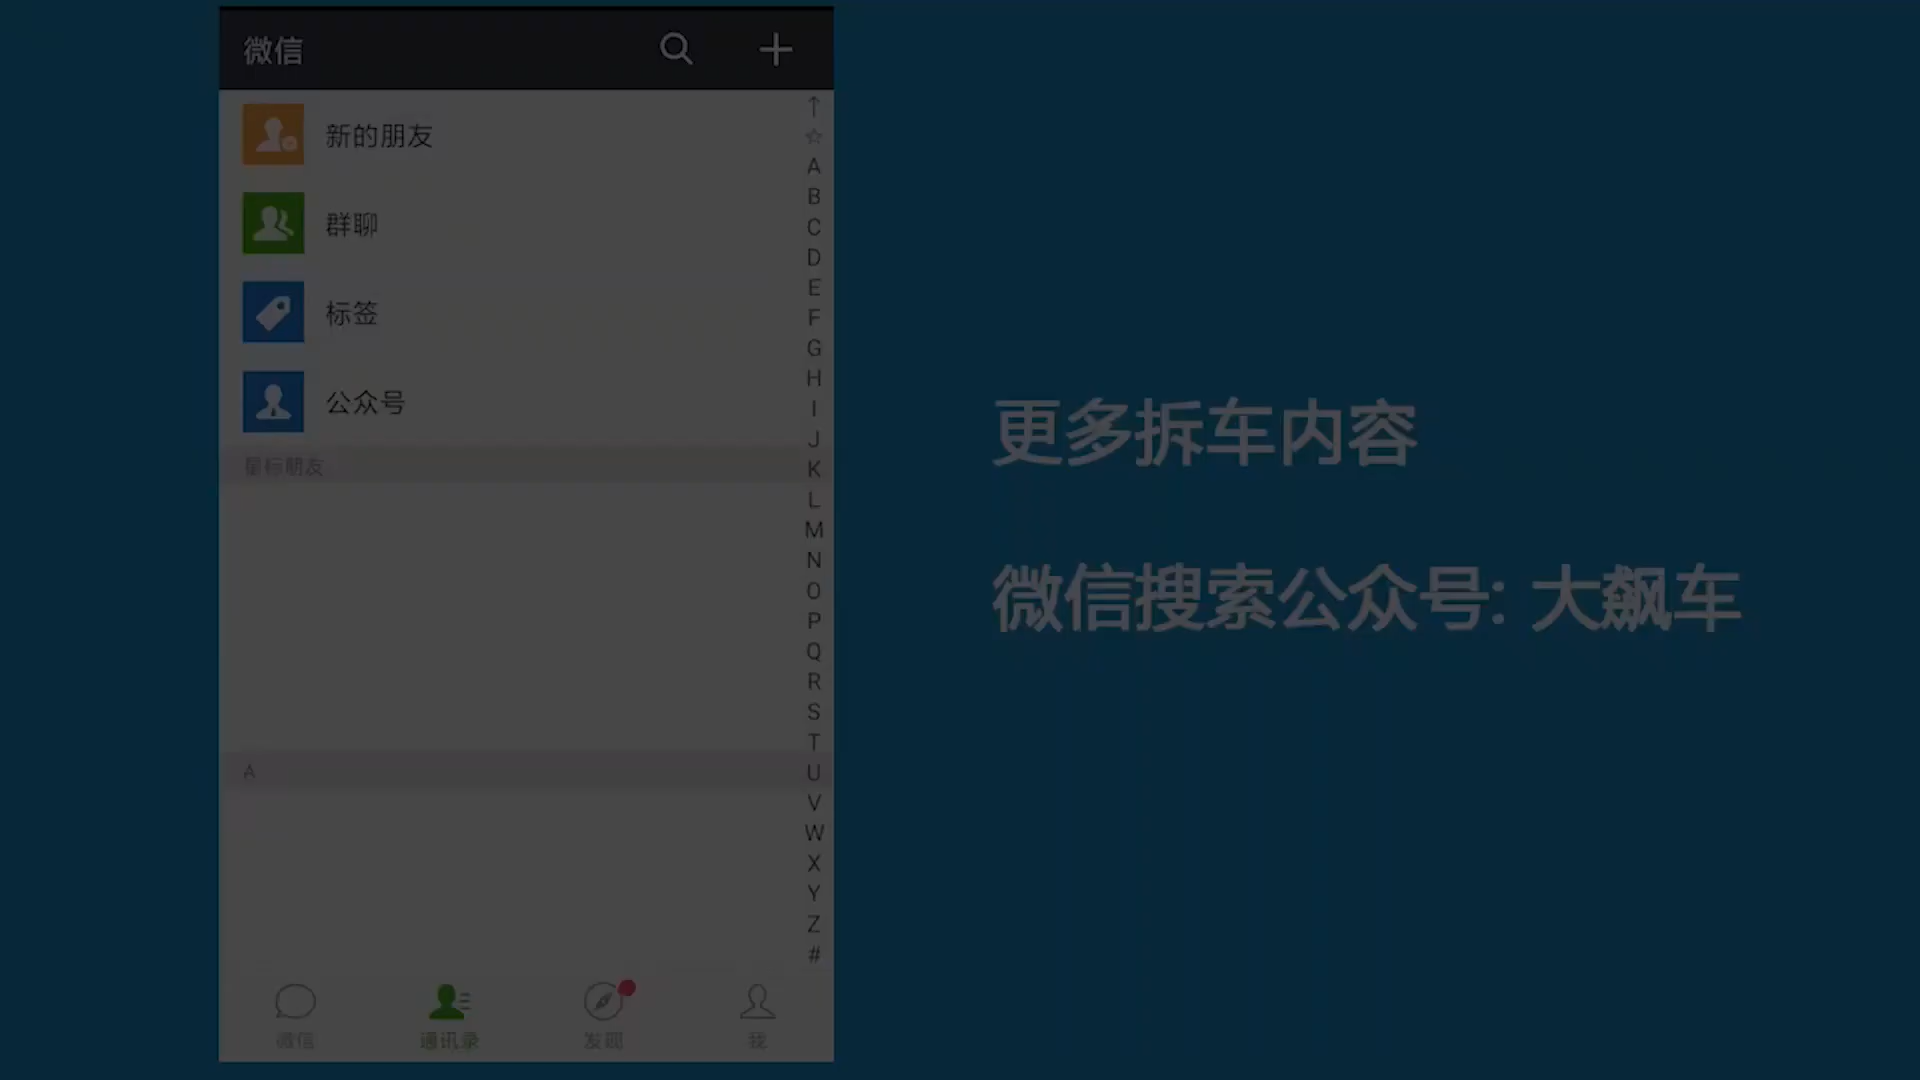 微信
新的朋友
群聊
标签
公众号
星标朋友
A
↑
☆
A
B
C
D
E
F
G
H
I
J
K
L
M
N
O
P
Q
R
S
T
U
V
W
X
Y
Z
#
微信
通讯录
发现
我
更多拆车内容
微信搜索公众号: 大飙车